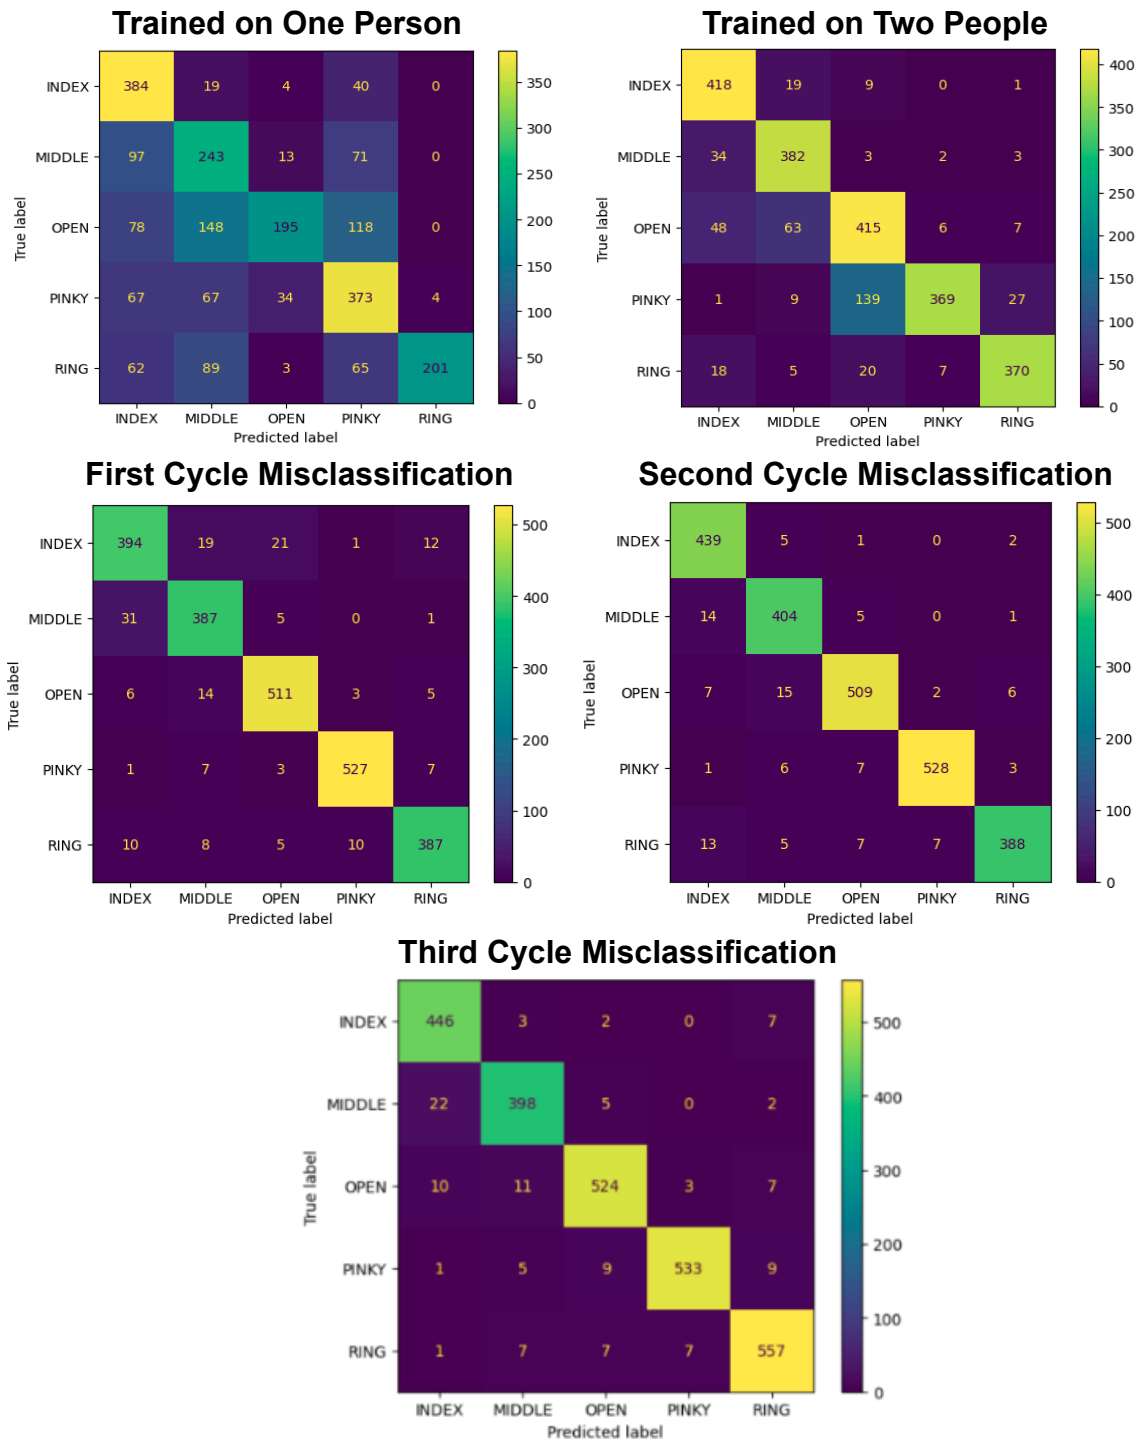 Trained on One Person
INDEX 384 19 4 40 0
MIDDLE 97 243 13 71 0
OPEN 78 148 195 118 0
PINKY 67 67 34 373 4
RING 62 89 3 65 201
INDEX MIDDLE OPEN PINKY RING
Predicted label
True label
350
300
250
200
150
100
50
0
Trained on Two People
INDEX 418 19 9 0 1
MIDDLE 34 382 3 2 3
OPEN 48 63 415 6 7
PINKY 1 9 139 369 27
RING 18 5 20 7 370
INDEX MIDDLE OPEN PINKY RING
Predicted label
True label
400
350
300
250
200
150
100
50
0
First Cycle Misclassification
INDEX 394 19 21 1 12
MIDDLE 31 387 5 0 1
OPEN 6 14 511 3 5
PINKY 1 7 3 527 7
RING 10 8 5 10 387
INDEX MIDDLE OPEN PINKY RING
Predicted label
True label
500
400
300
200
100
0
Second Cycle Misclassification
INDEX 439 5 1 0 2
MIDDLE 14 404 5 0 1
OPEN 7 15 509 2 6
PINKY 1 6 7 528 3
RING 13 5 7 7 388
INDEX MIDDLE OPEN PINKY RING
Predicted label
True label
500
400
300
200
100
0
Third Cycle Misclassification
INDEX 446 3 2 0 7
MIDDLE 22 398 5 0 2
OPEN 10 11 524 3 7
PINKY 1 5 9 533 9
RING 1 7 7 7 557
INDEX MIDDLE OPEN PINKY RING
Predicted label
True label
500
400
300
200
100
0